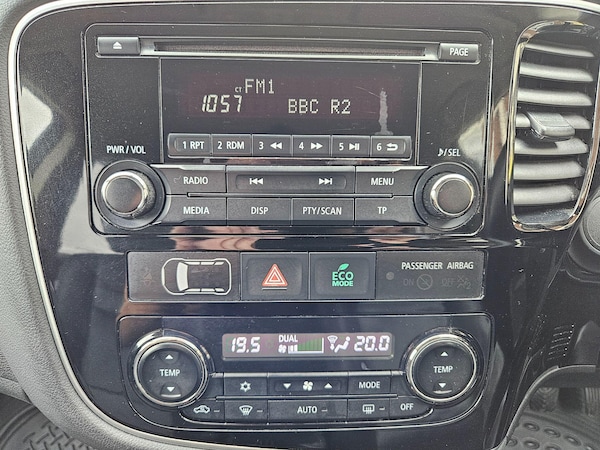 PAGE
CT FM1
1057 BBC R2
1 RPT 2 RDM 3 4 5 6
PWR / VOL
/SEL
RADIO MENU
MEDIA DISP PTY/SCAN TP
ECO MODE
PASSENGER AIRBAG
ON OFF
19.5 DUAL 20.0
TEMP MODE TEMP
AUTO OFF